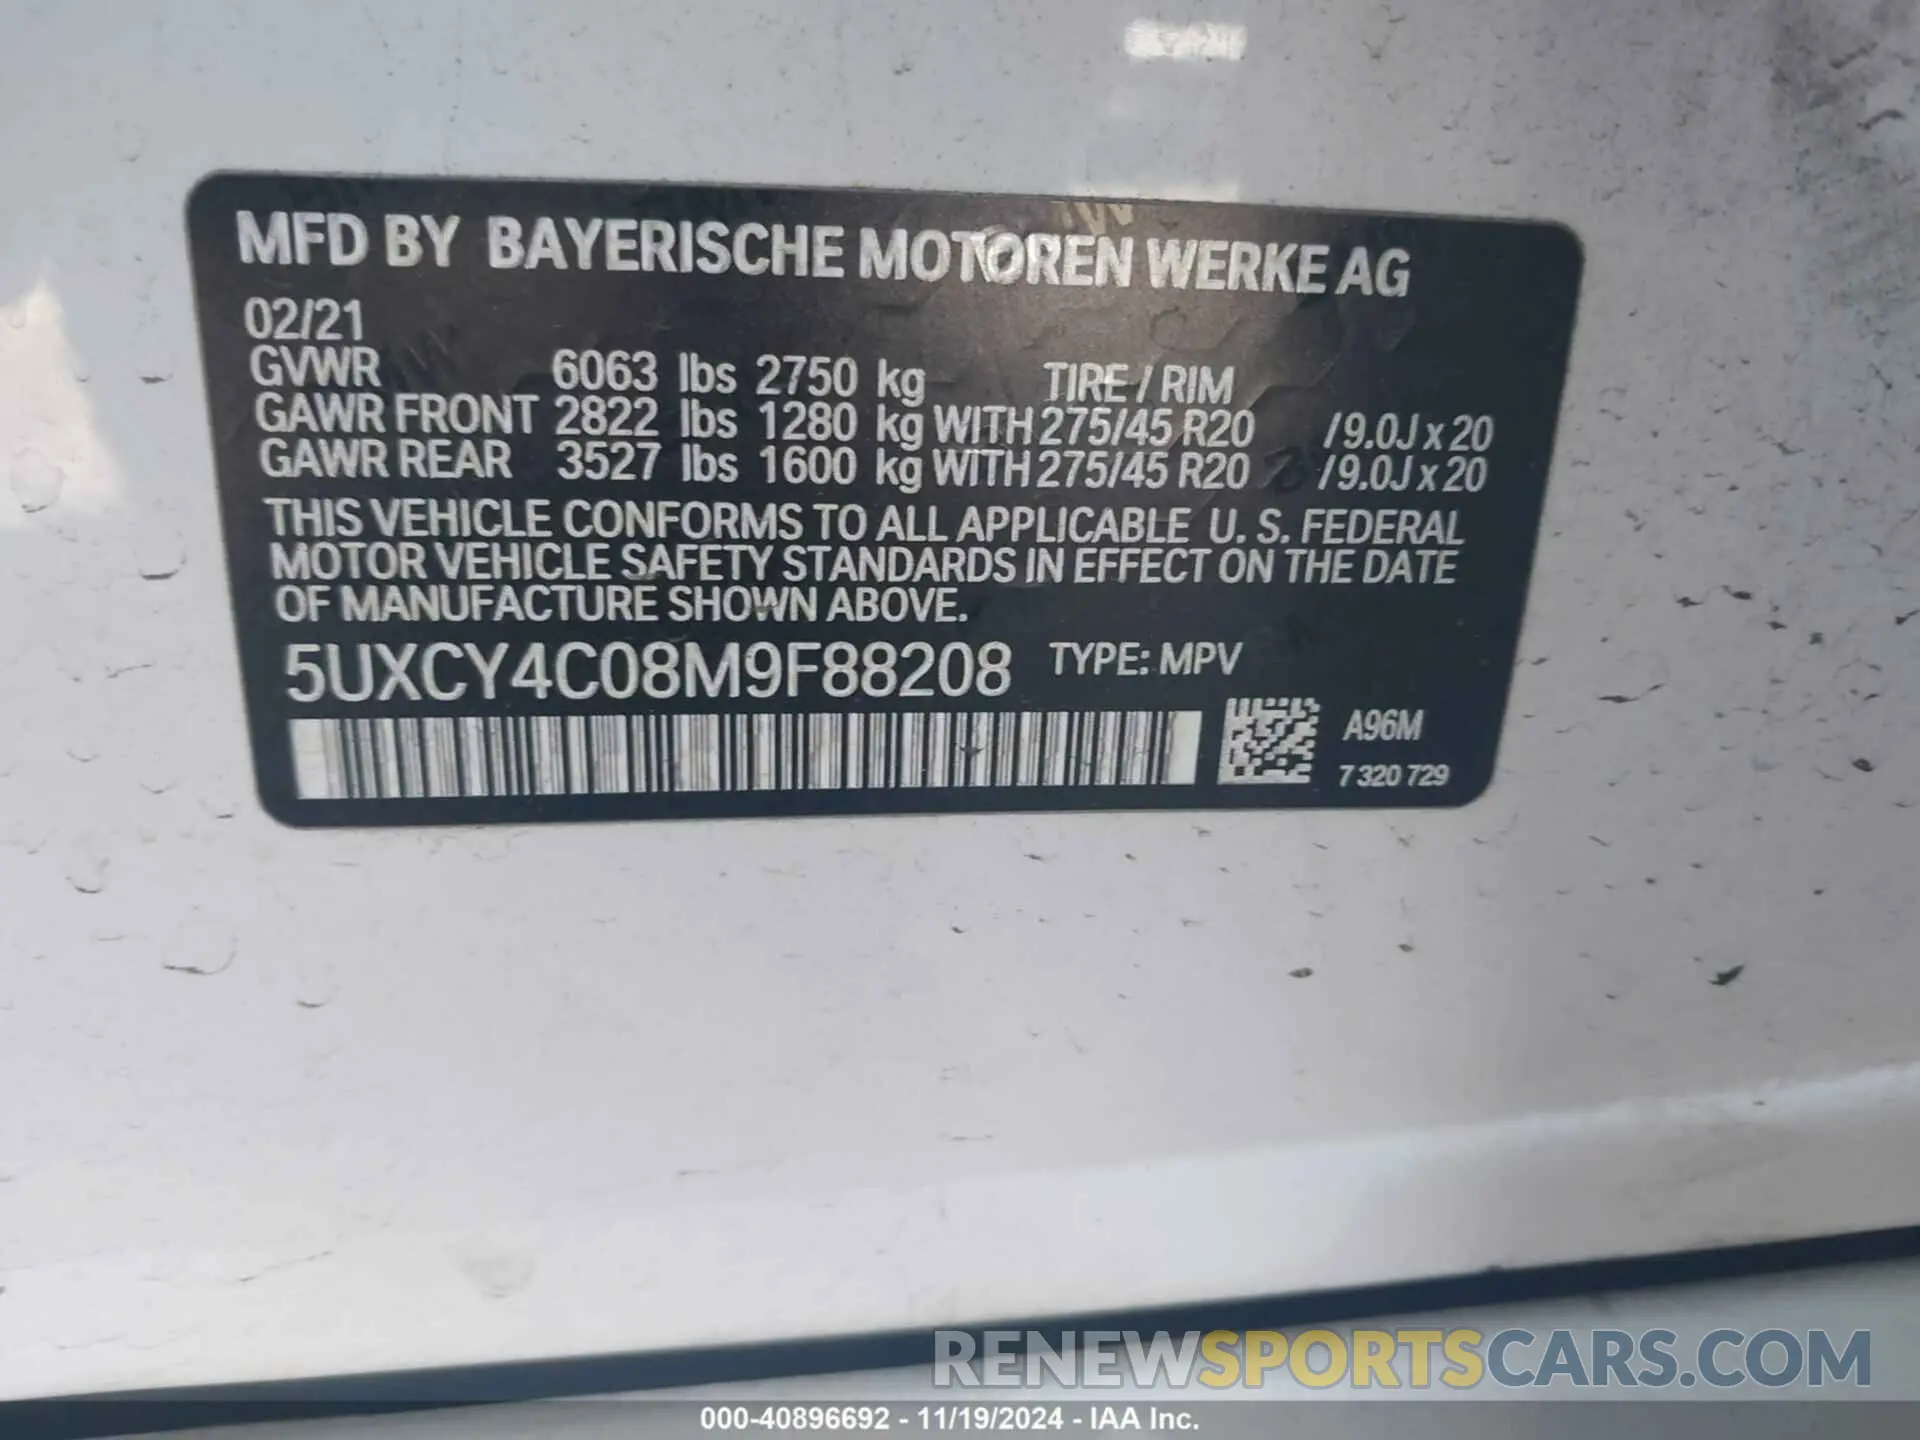 MFD BY BAYERISCHE MOTOREN WERKE AG
02/21
GVWR 6063 lbs 2750 kg TIRE / RIM
GAWR FRONT 2822 lbs 1280 kg WITH 275/45 R20 / 9.0J x 20
GAWR REAR 3527 lbs 1600 kg WITH 275/45 R20 / 9.0J x 20
THIS VEHICLE CONFORMS TO ALL APPLICABLE U. S. FEDERAL
MOTOR VEHICLE SAFETY STANDARDS IN EFFECT ON THE DATE
OF MANUFACTURE SHOWN ABOVE.
5UXCY4C08M9F88208 TYPE: MPV
A96M
7 320 729
RENEWSPORTSCARS.COM
000-40896692 - 11/19/2024 - IAA Inc.